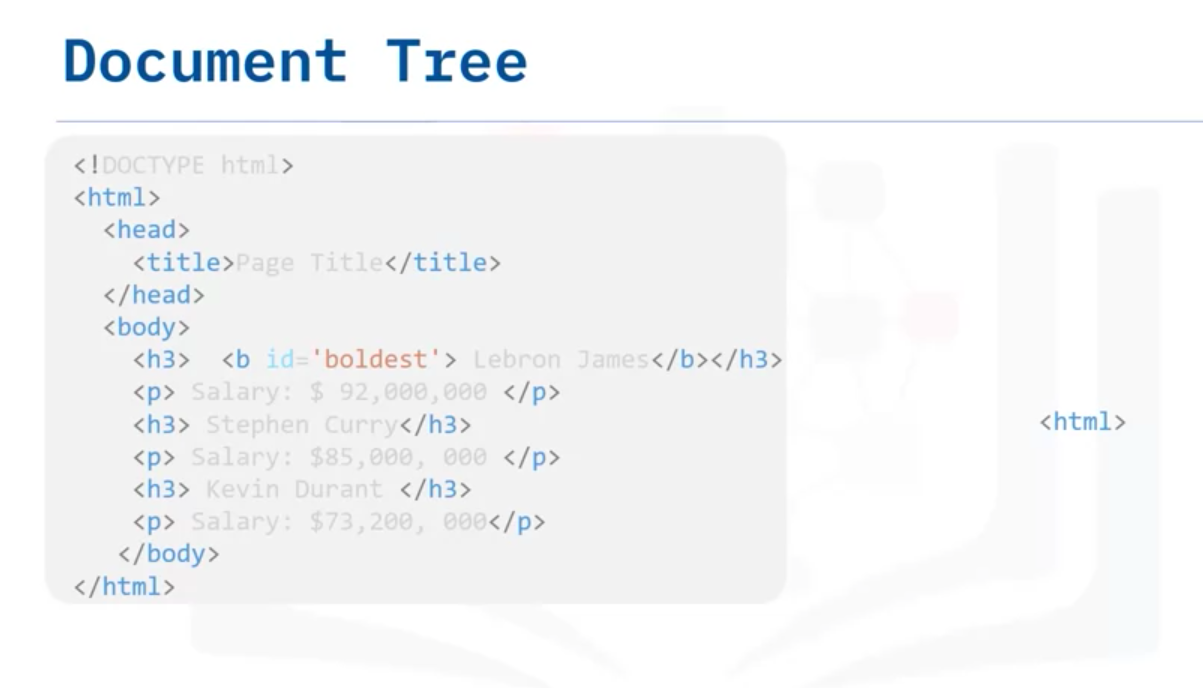 Document Tree
<!DOCTYPE html>
<html>
<head>
<title>Page Title</title>
</head>
<body>
<h3> <b id='boldest'> Lebron James</b></h3>
<p> Salary: $ 92,000,000 </p>
<h3> Stephen Curry</h3>
<p> Salary: $85,000, 000 </p>
<h3> Kevin Durant </h3>
<p> Salary: $73,200, 000</p>
</body>
</html>
<html>